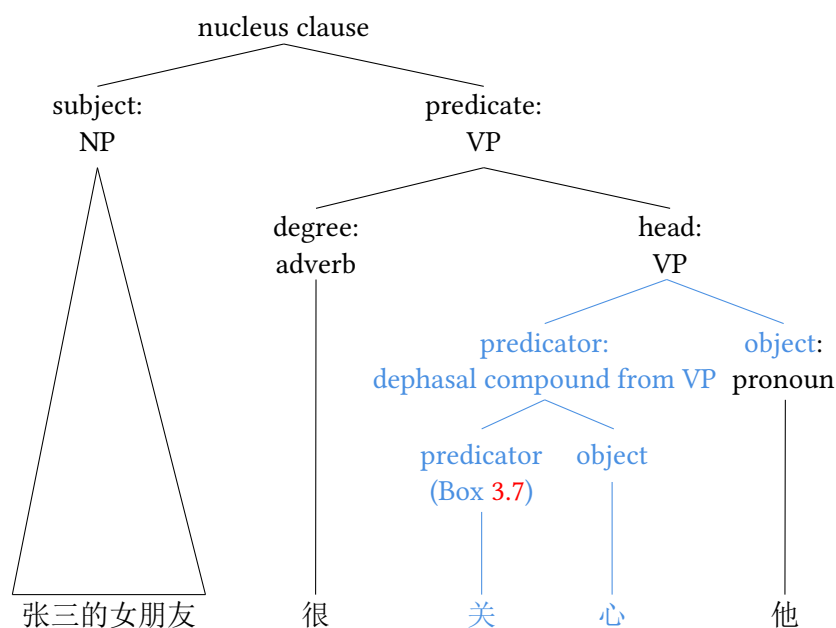 nucleus clause
subject: predicate:
NP VP
degree: head:
adverb VP
predicator: object:
dephasal compound from VP pronoun
predicator object
(Box 3.7)
张三的女朋友 很 关 心 他